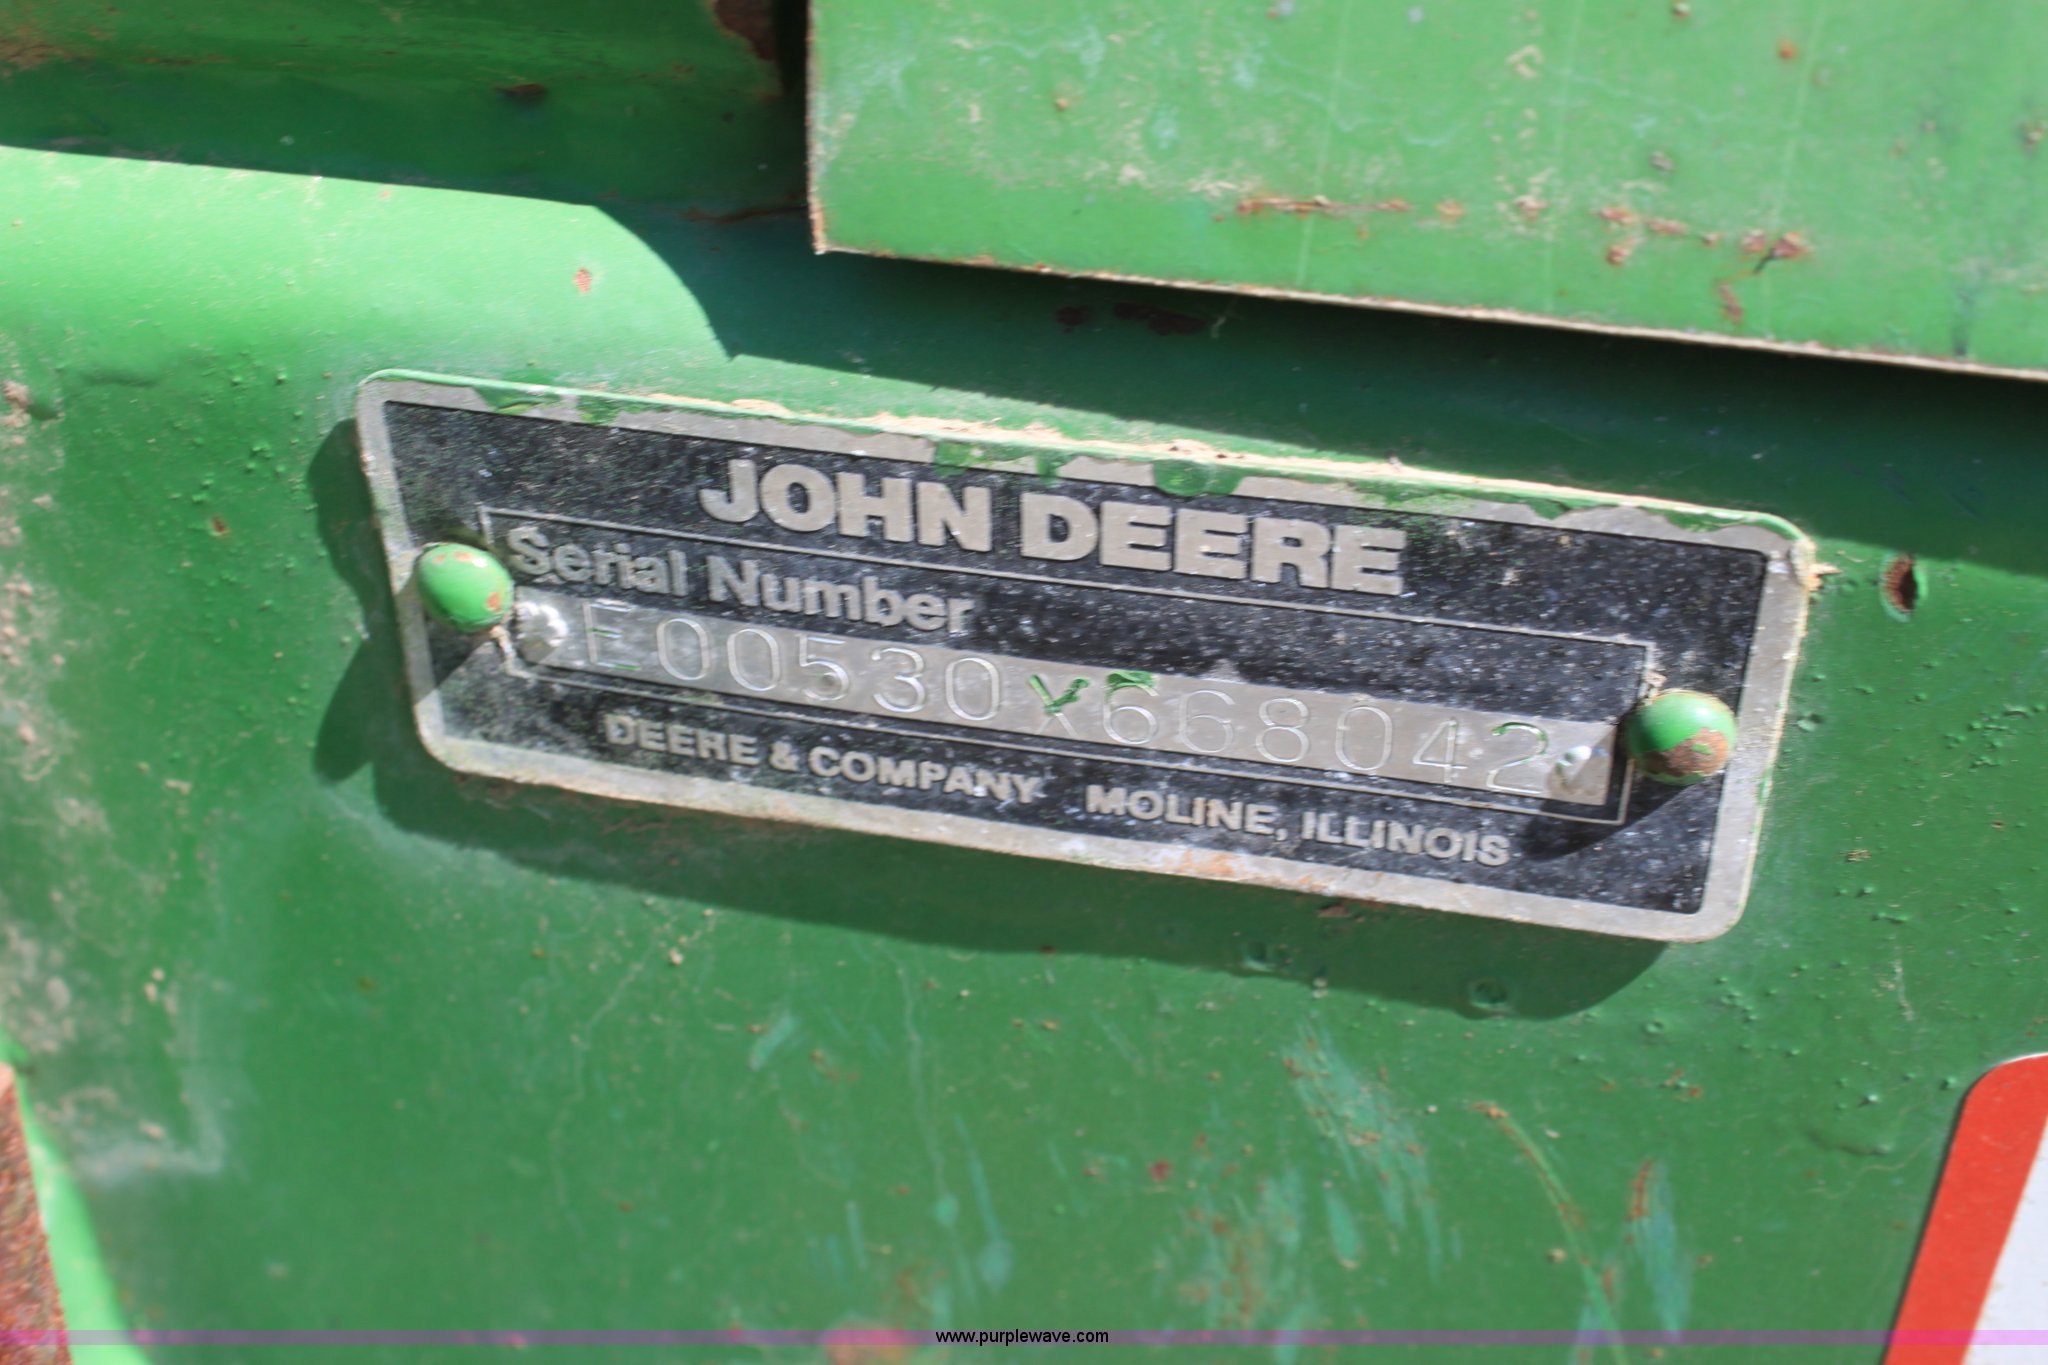 JOHN DEERE
Serial Number
E00530X668042
DEERE & COMPANY MOLINE, ILLINOIS
www.purplewave.com